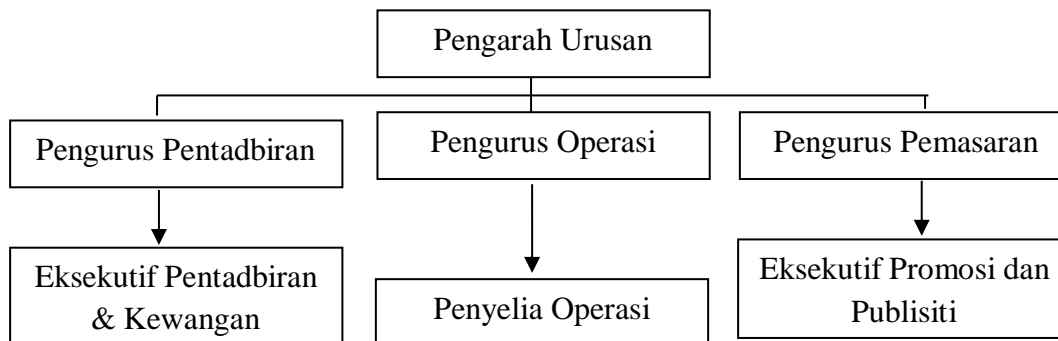 Pengarah Urusan
Pengurus Pentadbiran
Pengurus Operasi
Pengurus Pemasaran
Eksekutif Pentadbiran
& Kewangan
Penyelia Operasi
Eksekutif Promosi dan
Publisiti